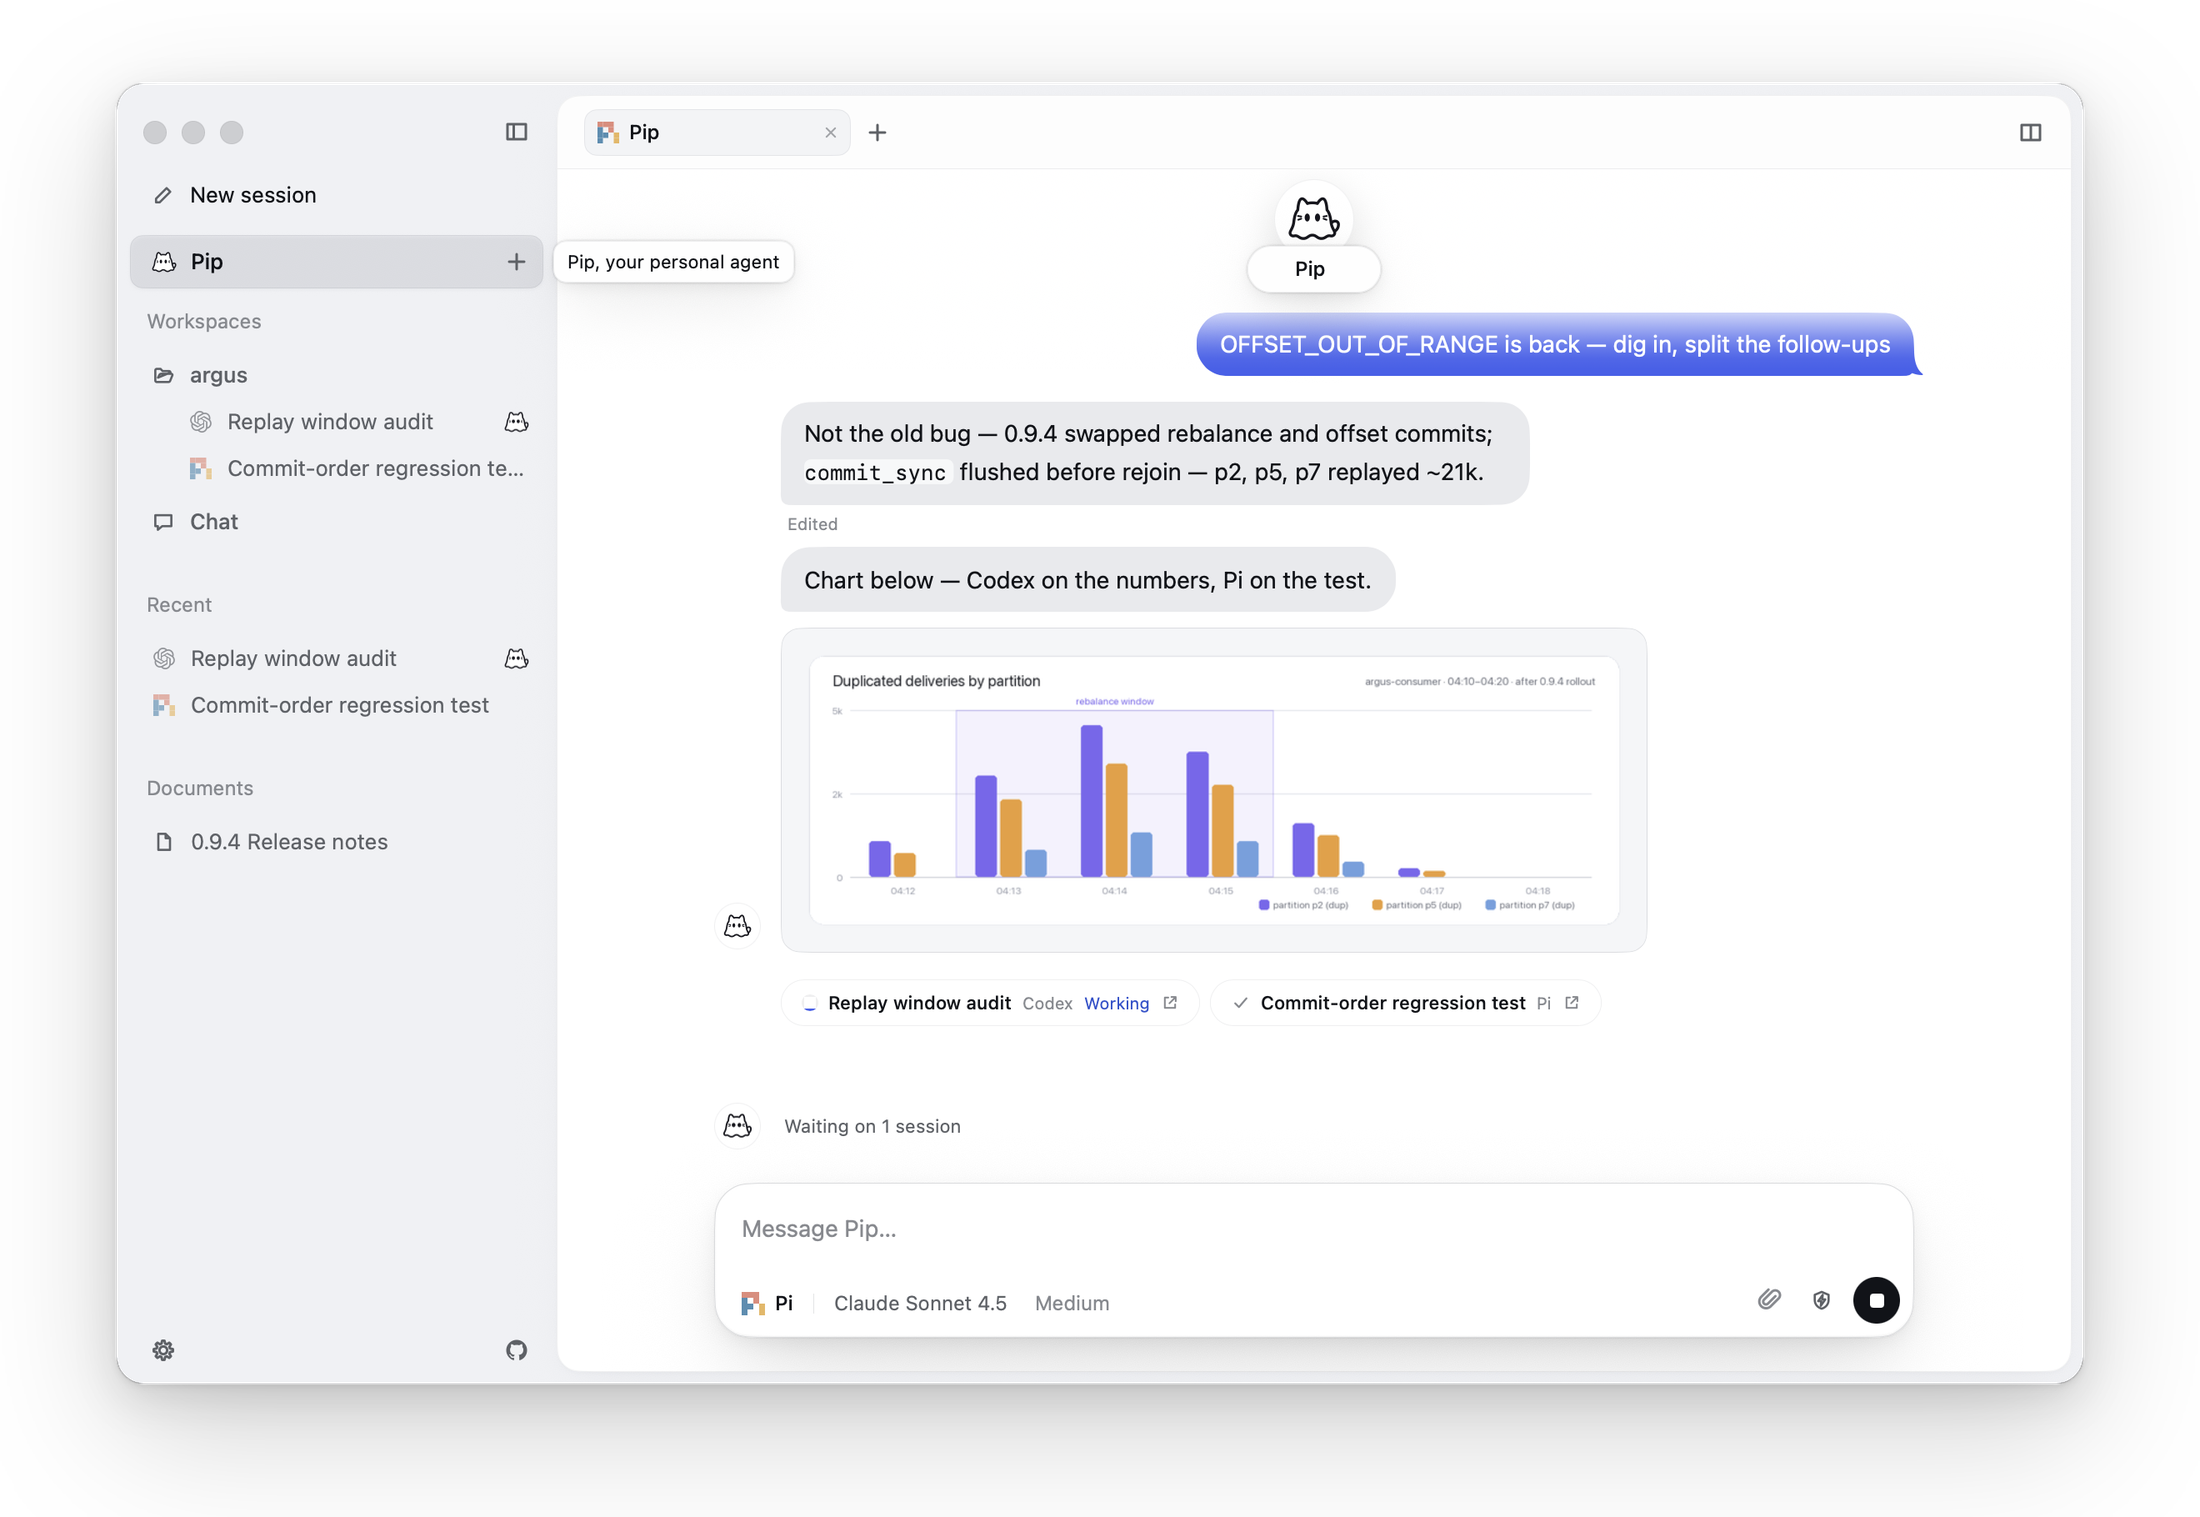 New session
Pip
Pip, your personal agent
Workspaces
argus
Replay window audit
Commit-order regression te...
Chat
Recent
Replay window audit
Commit-order regression test
Documents
0.9.4 Release notes
Pip
Pip
OFFSET_OUT_OF_RANGE is back — dig in, split the follow-ups
Not the old bug — 0.9.4 swapped rebalance and offset commits;
commit_sync flushed before rejoin — p2, p5, p7 replayed ~21k.
Edited
Chart below — Codex on the numbers, Pi on the test.
Duplicated deliveries by partition
argus-consumer · 04:10–04:20 · after 0.9.4 rollout
rebalance window
5k
2k
0
04:12 04:13 04:14 04:15 04:16 04:17 04:18
partition p2 (dup) partition p5 (dup) partition p7 (dup)
Replay window audit Codex Working
Commit-order regression test Pi
Waiting on 1 session
Message Pip...
Pi Claude Sonnet 4.5 Medium